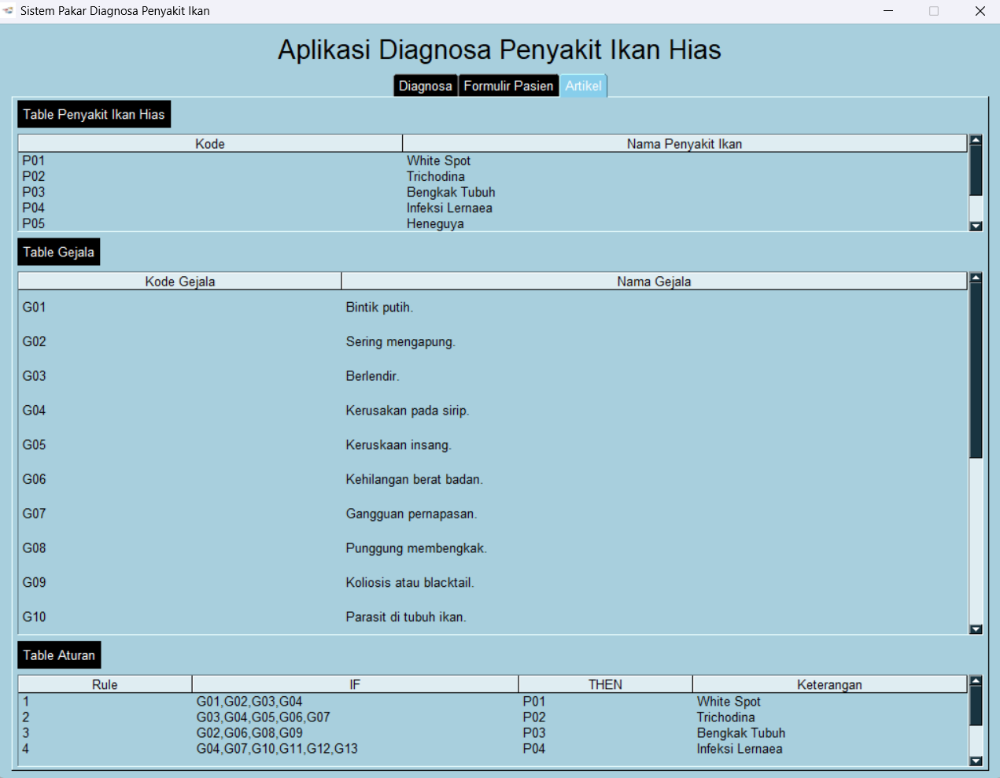 Sistem Pakar Diagnosa Penyakit Ikan
Aplikasi Diagnosa Penyakit Ikan Hias
Diagnosa Formulir Pasien Artikel
Table Penyakit Ikan Hias
Kode Nama Penyakit Ikan
P01 White Spot
P02 Trichodina
P03 Bengkak Tubuh
P04 Infeksi Lernaea
P05 Heneguya
Table Gejala
Kode Gejala Nama Gejala
G01 Bintik putih.
G02 Sering mengapung.
G03 Berlendir.
G04 Kerusakan pada sirip.
G05 Keruskaan insang.
G06 Kehilangan berat badan.
G07 Gangguan pernapasan.
G08 Punggung membengkak.
G09 Koliosis atau blacktail.
G10 Parasit di tubuh ikan.
Table Aturan
Rule IF THEN Keterangan
1 G01,G02,G03,G04 P01 White Spot
2 G03,G04,G05,G06,G07 P02 Trichodina
3 G02,G06,G08,G09 P03 Bengkak Tubuh
4 G04,G07,G10,G11,G12,G13 P04 Infeksi Lernaea